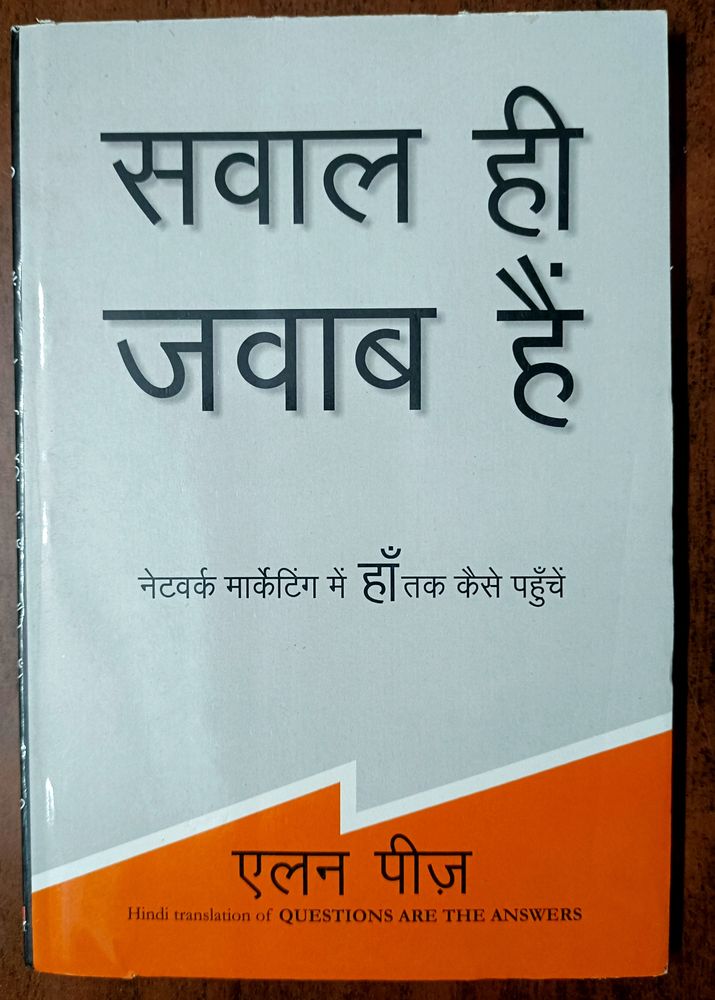 सवाल ही
जवाब हैं
नेटवर्क मार्केटिंग में हाँ तक कैसे पहुँचें
एलन पीज़
Hindi translation of QUESTIONS ARE THE ANSWERS